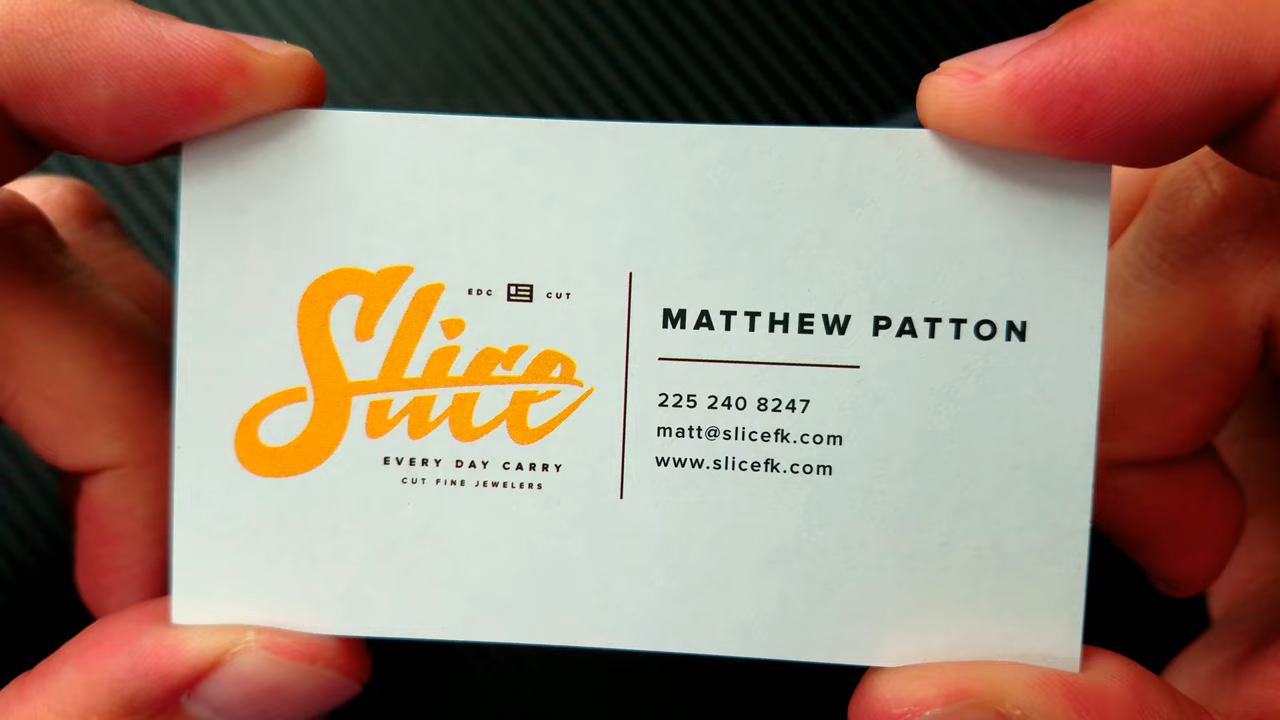 EDC CUT
Slice
EVERY DAY CARRY
CUT FINE JEWELERS
MATTHEW PATTON
225 240 8247
matt@slicefk.com
www.slicefk.com